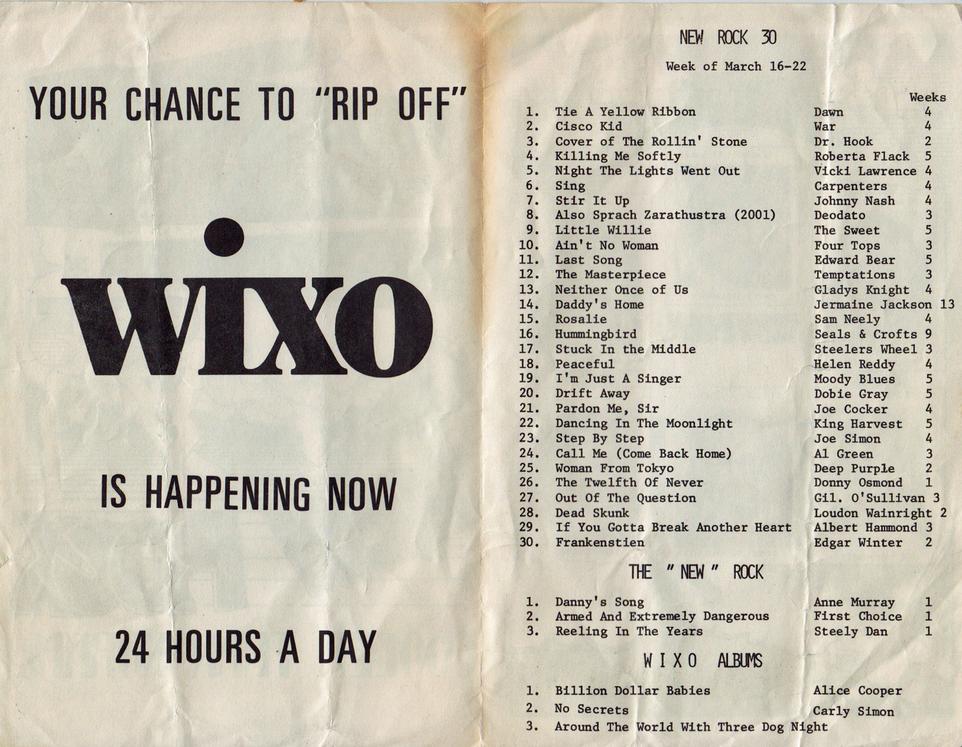 YOUR CHANCE TO "RIP OFF"
wixo
IS HAPPENING NOW
24 HOURS A DAY
NEW ROCK 30
Week of March 16-22
Weeks
1. Tie A Yellow Ribbon Dawn 4
2. Cisco Kid War 4
3. Cover of The Rollin' Stone Dr. Hook 2
4. Killing Me Softly Roberta Flack 5
5. Night The Lights Went Out Vicki Lawrence 4
6. Sing Carpenters 4
7. Stir It Up Johnny Nash 4
8. Also Sprach Zarathustra (2001) Deodato 3
9. Little Willie The Sweet 5
10. Ain't No Woman Four Tops 3
11. Last Song Edward Bear 5
12. The Masterpiece Temptations 3
13. Neither Once of Us Gladys Knight 4
14. Daddy's Home Jermaine Jackson 13
15. Rosalie Sam Neely 4
16. Hummingbird Seals & Crofts 9
17. Stuck In the Middle Steelers Wheel 3
18. Peaceful Helen Reddy 4
19. I'm Just A Singer Moody Blues 5
20. Drift Away Dobie Gray 5
21. Pardon Me, Sir Joe Cocker 4
22. Dancing In The Moonlight King Harvest 5
23. Step By Step Joe Simon 4
24. Call Me (Come Back Home) Al Green 3
25. Woman From Tokyo Deep Purple 2
26. The Twelfth Of Never Donny Osmond 1
27. Out Of The Question Gil. O'Sullivan 3
28. Dead Skunk Loudon Wainright 2
29. If You Gotta Break Another Heart Albert Hammond 3
30. Frankenstien Edgar Winter 2
THE "NEW" ROCK
1. Danny's Song Anne Murray 1
2. Armed And Extremely Dangerous First Choice 1
3. Reeling In The Years Steely Dan 1
WIXO ALBUMS
1. Billion Dollar Babies Alice Cooper
2. No Secrets Carly Simon
3. Around The World With Three Dog Night